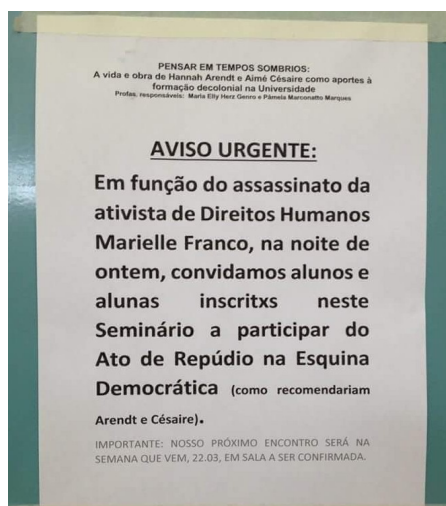 PENSAR EM TEMPOS SOMBRIOS:
A vida e obra de Hannah Arendt e Aimé Césaire como aportes à
formação decolonial na Universidade
Profas. responsáveis: Maria Elly Herz Genro e Pâmela Marconatto Marques
AVISO URGENTE:
Em função do assassinato da
ativista de Direitos Humanos
Marielle Franco, na noite de
ontem, convidamos alunos e
alunas inscritxs neste
Seminário a participar do
Ato de Repúdio na Esquina
Democrática (como recomendariam
Arendt e Césaire).
IMPORTANTE: NOSSO PRÓXIMO ENCONTRO SERÁ NA
SEMANA QUE VEM, 22.03, EM SALA A SER CONFIRMADA.